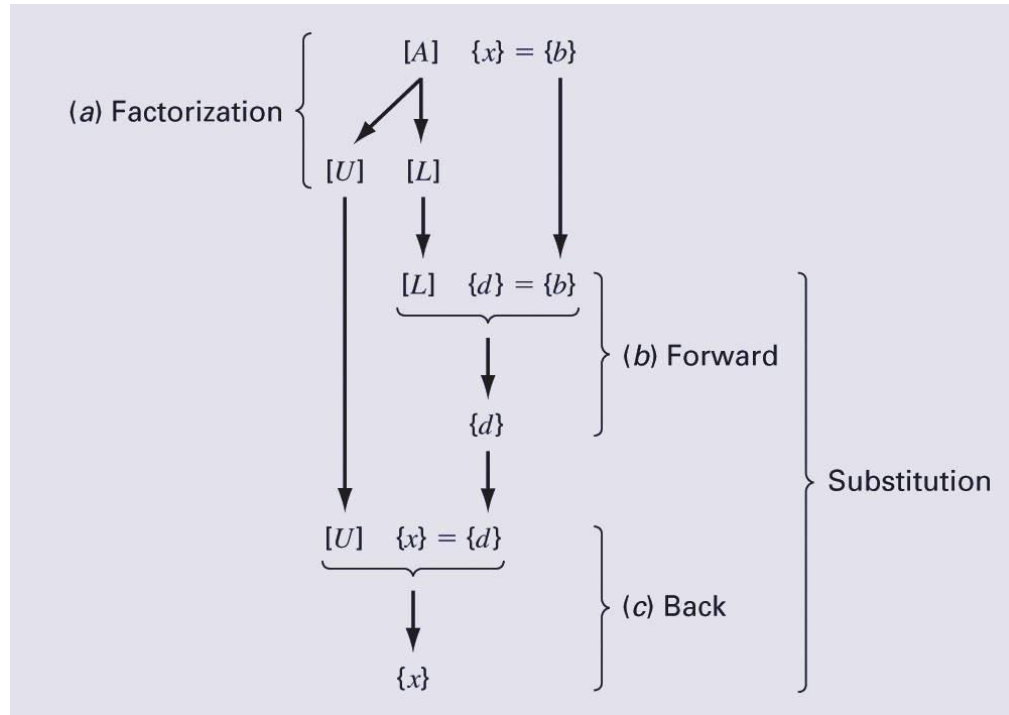 [A] {x} = {b}
(a) Factorization
[U] [L]
[L] {d} = {b}
(b) Forward
{d}
Substitution
[U] {x} = {d}
(c) Back
{x}